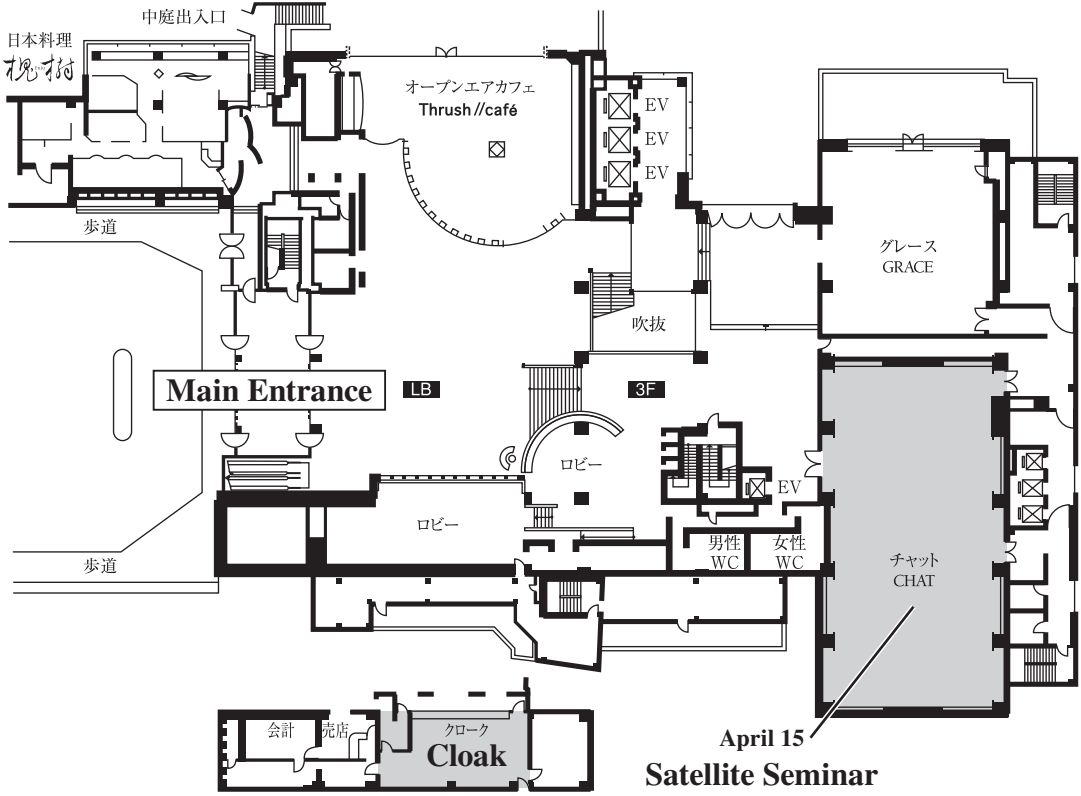 中庭出入口
日本料理
槐樹
オープンエアカフェ
Thrush//café
EV
EV
EV
歩道
グレース
GRACE
吹抜
Main Entrance
LB
3F
ロビー
EV
ロビー
男性
WC
女性
WC
歩道
チャット
CHAT
会計
売店
クローク
Cloak
April 15
Satellite Seminar